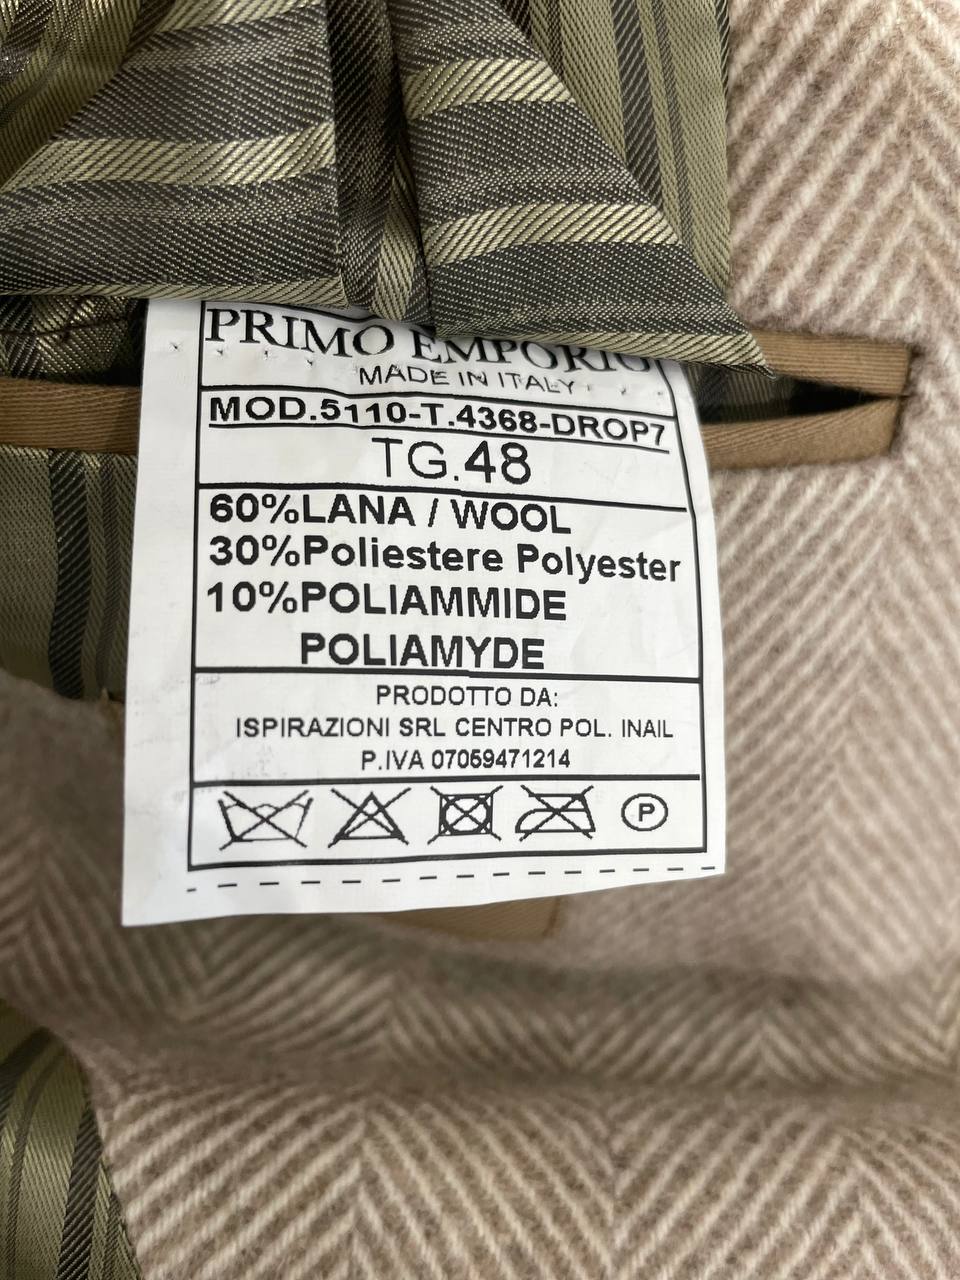 PRIMO EMPORIO
MADE IN ITALY
MOD.5110-T.4368-DROP7
TG.48
60%LANA / WOOL
30%Poliestere Polyester
10%POLIAMMIDE
POLIAMYDE
PRODOTTO DA:
ISPIRAZIONI SRL CENTRO POL. INAIL
P.IVA 07059471214
P